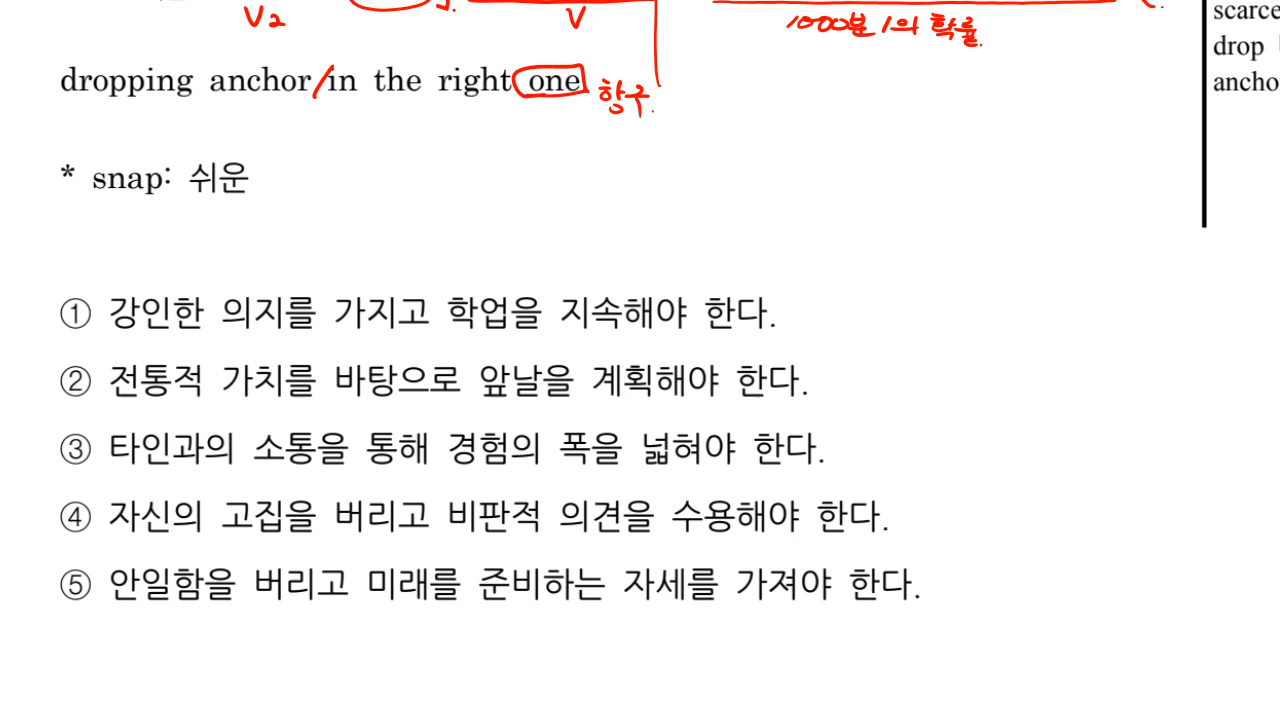 V2
V
1000분 1의 확률.
scarce
drop
dropping anchor/in the right one 항구.
ancho
* snap: 쉬운
① 강인한 의지를 가지고 학업을 지속해야 한다.
② 전통적 가치를 바탕으로 앞날을 계획해야 한다.
③ 타인과의 소통을 통해 경험의 폭을 넓혀야 한다.
④ 자신의 고집을 버리고 비판적 의견을 수용해야 한다.
⑤ 안일함을 버리고 미래를 준비하는 자세를 가져야 한다.